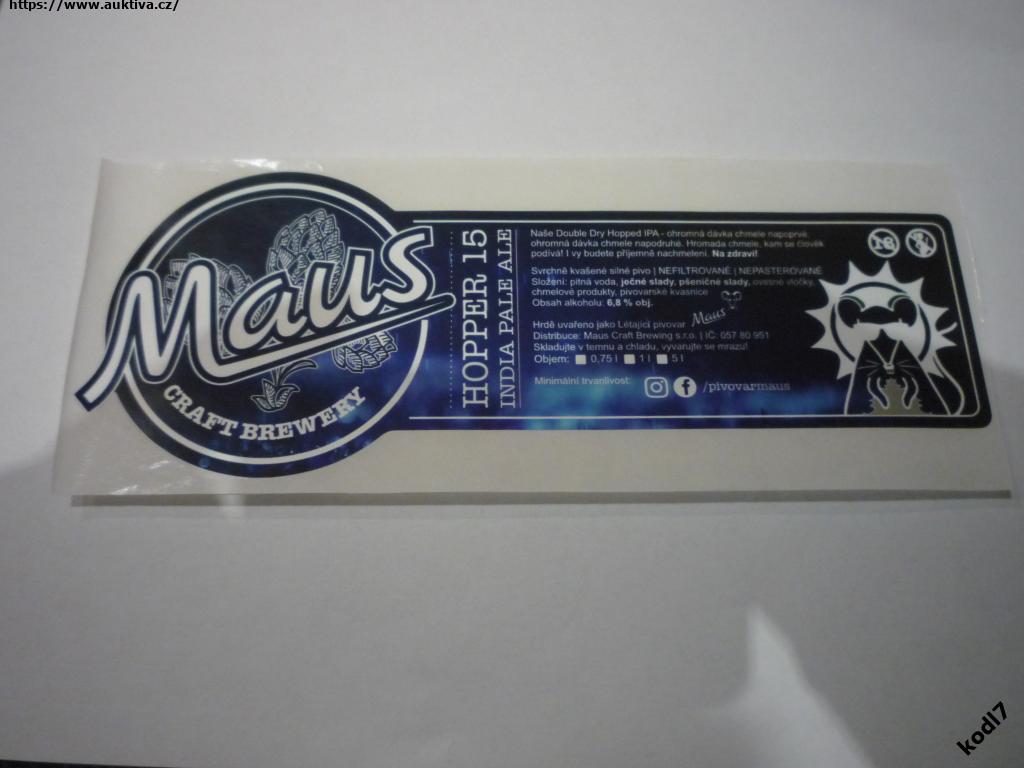 https://www.auktiva.cz/
Maus
CRAFT BREWERY
HOPPER 15
INDIA PALE ALE
Naše Double Dry Hopped IPA - ohromná dávka chmele napoprvé,
ohromná dávka chmele napodruhé. Hromada chmele, kam se člověk
podívá! I vy budete příjemně nachmelení. Na zdraví!
Svrchně kvašené silné pivo | NEFILTROVANÉ | NEPASTEROVANÉ
Složení: pitná voda, ječné slady, pšeničné slady, ovesné vločky,
chmelové produkty, pivovarské kvasnice
Obsah alkoholu: 6,8 % obj.
Hrdě uvařeno jako Létající pivovar Maus
Distribuce: Maus Craft Brewing s.r.o. | IČ: 057 80 951
Skladujte v temnu a chladu, vyvarujte se mrazu!
Objem: 0,75 l 1 l 5 l
Minimální trvanlivost: /pivovarmaus
18
kodl7